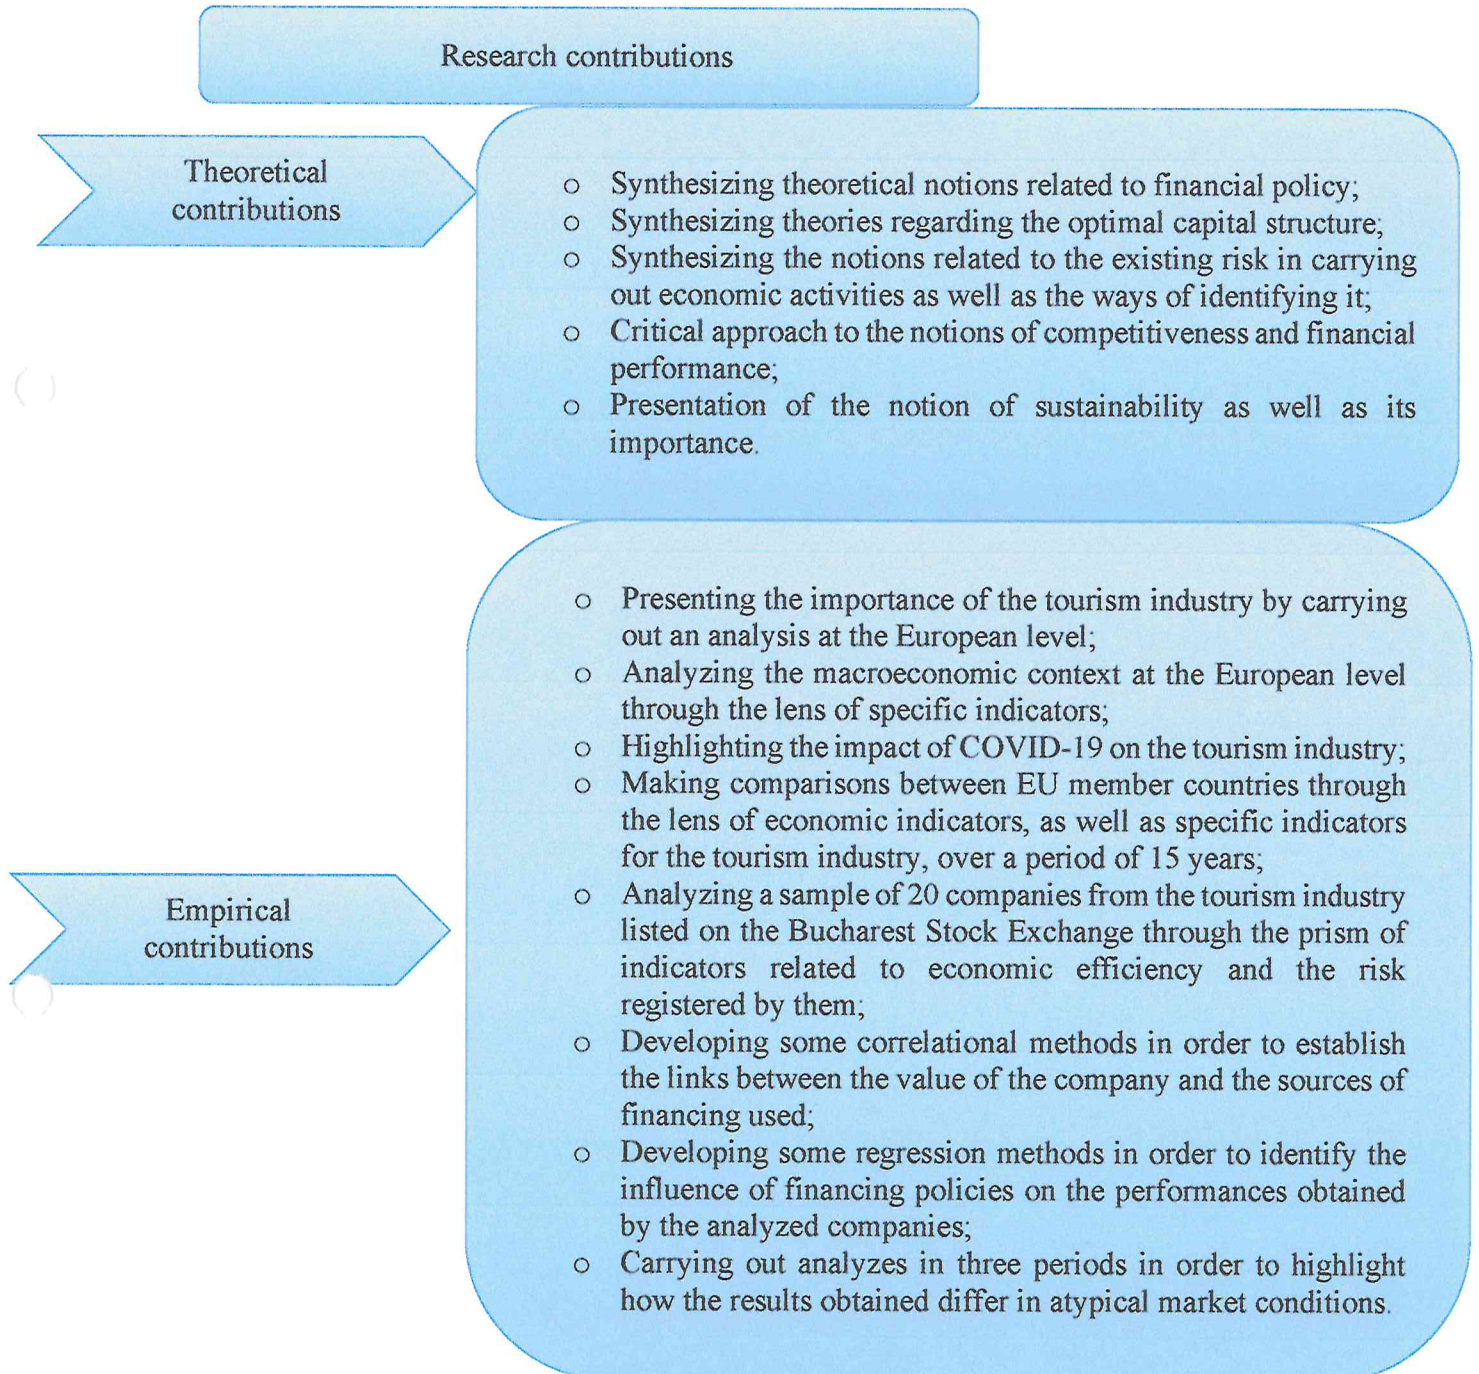 Research contributions
Theoretical
contributions
o Synthesizing theoretical notions related to financial policy;
o Synthesizing theories regarding the optimal capital structure;
o Synthesizing the notions related to the existing risk in carrying
out economic activities as well as the ways of identifying it;
o Critical approach to the notions of competitiveness and financial
performance;
o Presentation of the notion of sustainability as well as its
importance.
Empirical
contributions
o Presenting the importance of the tourism industry by carrying
out an analysis at the European level;
o Analyzing the macroeconomic context at the European level
through the lens of specific indicators;
o Highlighting the impact of COVID-19 on the tourism industry;
o Making comparisons between EU member countries through
the lens of economic indicators, as well as specific indicators
for the tourism industry, over a period of 15 years;
o Analyzing a sample of 20 companies from the tourism industry
listed on the Bucharest Stock Exchange through the prism of
indicators related to economic efficiency and the risk
registered by them;
o Developing some correlational methods in order to establish
the links between the value of the company and the sources of
financing used;
o Developing some regression methods in order to identify the
influence of financing policies on the performances obtained
by the analyzed companies;
o Carrying out analyzes in three periods in order to highlight
how the results obtained differ in atypical market conditions.